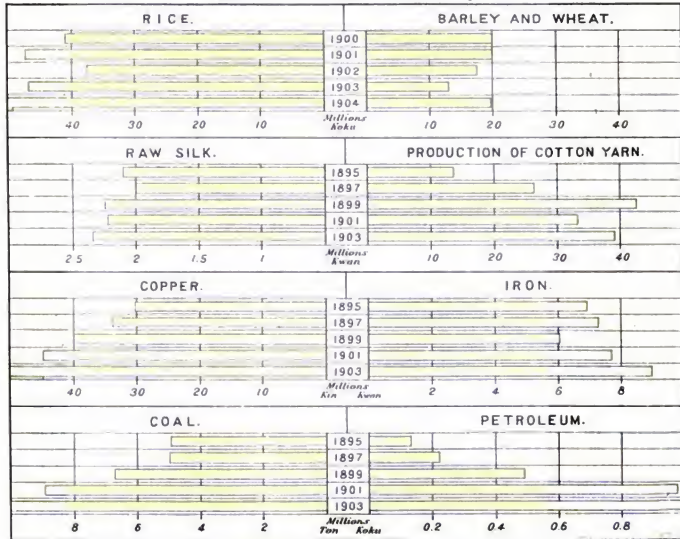 RICE. BARLEY AND WHEAT.
1900
1901
1902
1903
1904
40 30 20 10 Millions Koku 10 20 30 40
RAW SILK. PRODUCTION OF COTTON YARN.
1895
1897
1899
1901
1903
2.5 2 1.5 1 Millions Kwan 10 20 30 40
COPPER. IRON.
1895
1897
1899
1901
1903
40 30 20 10 Millions Kin Kwan 2 4 6 8
COAL. PETROLEUM.
1895
1897
1899
1901
1903
8 6 4 2 Millions Ton Koku 0.2 0.4 0.6 0.8